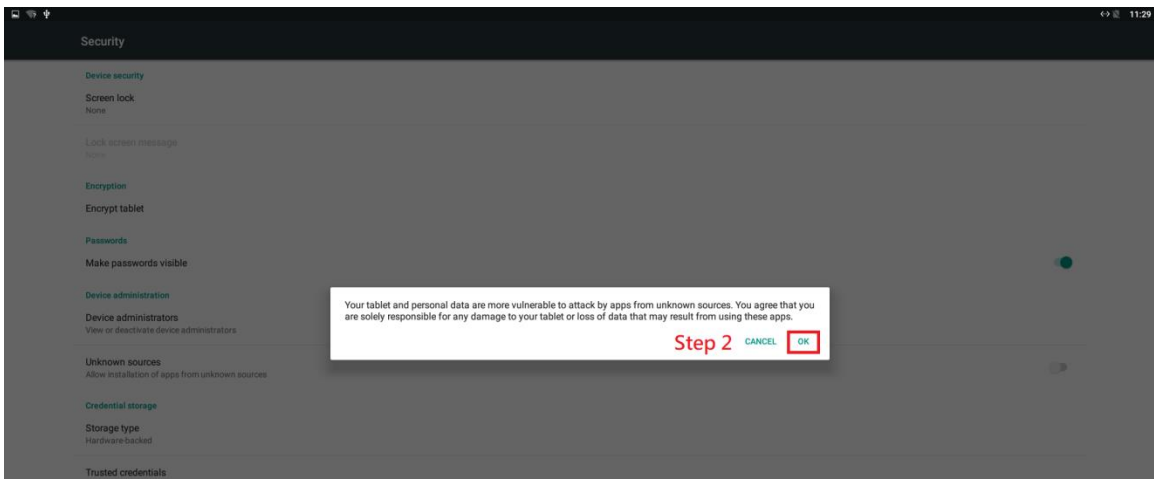 11:29
Security
Device security
Screen lock
None
Lock screen message
None
Encryption
Encrypt tablet
Passwords
Make passwords visible
Device administration
Device administrators
View or deactivate device administrators
Your tablet and personal data are more vulnerable to attack by apps from unknown sources. You agree that you
are solely responsible for any damage to your tablet or loss of data that may result from using these apps.
Step 2 CANCEL OK
Unknown sources
Allow installation of apps from unknown sources
Credential storage
Storage type
Hardware-backed
Trusted credentials